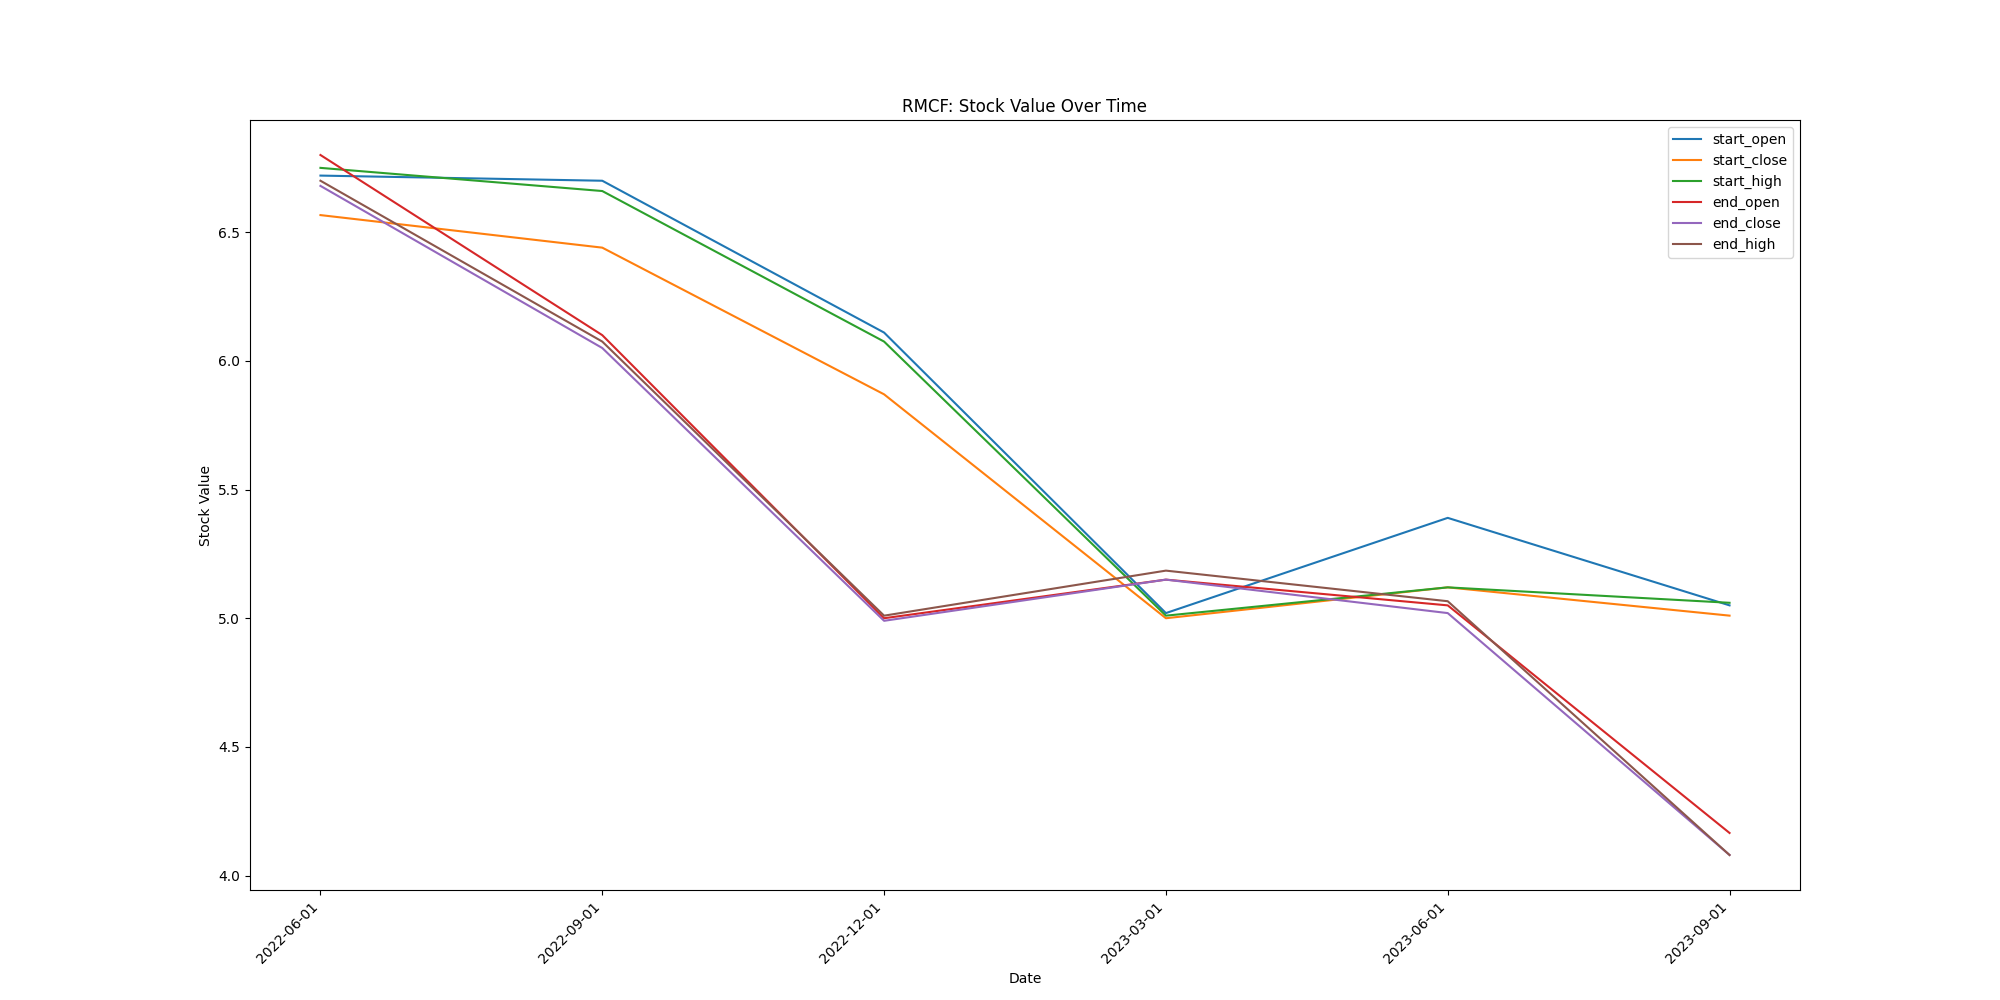 RMCF: Stock Value Over Time
start_open
start_close
start_high
end_open
end_close
end_high
Stock Value
6.5
6.0
5.5
5.0
4.5
4.0
2022-06-01
2022-09-01
2022-12-01
2023-03-01
2023-06-01
2023-09-01
Date